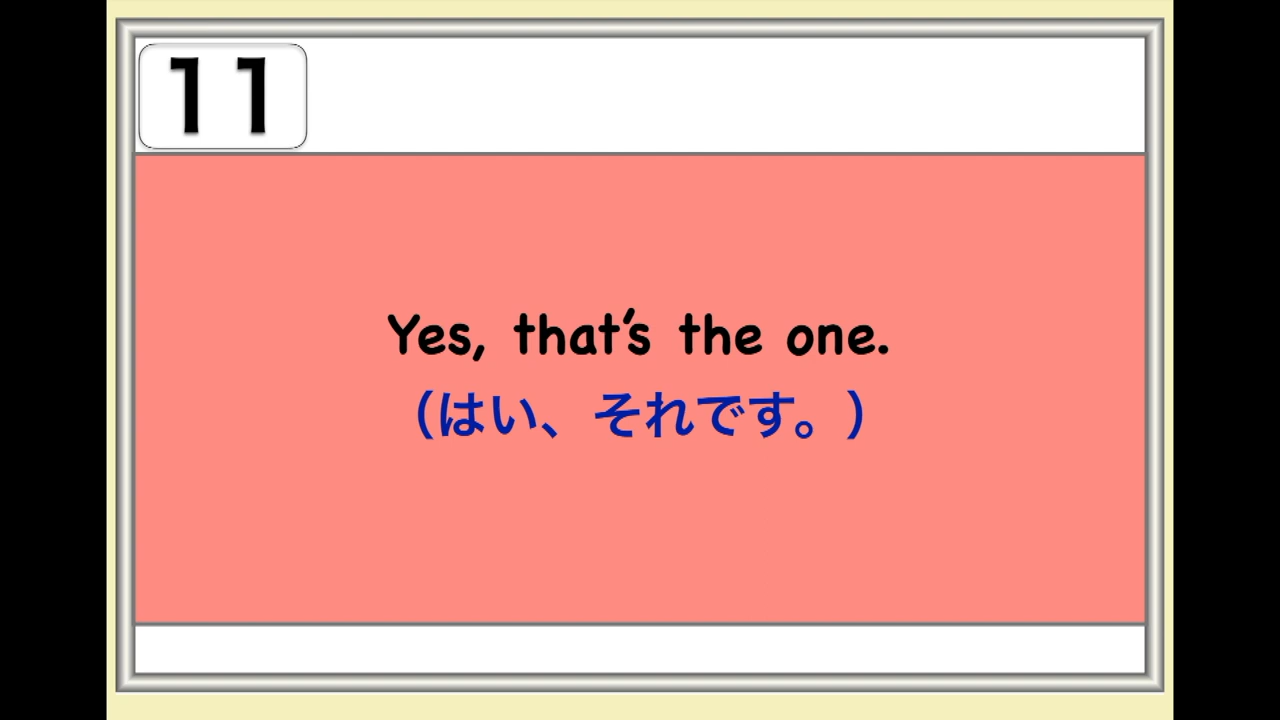 11
Yes, that's the one.
（はい、それです。）